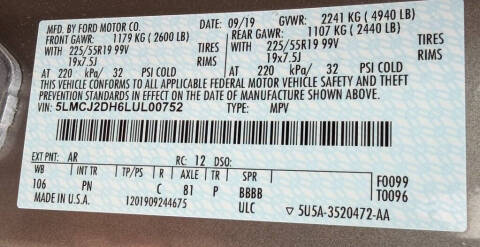 MFD. BY FORD MOTOR CO.
09/19 GVWR: 2241 KG ( 4940 LB)
FRONT GAWR: 1179 KG ( 2600 LB) REAR GAWR: 1107 KG ( 2440 LB)
WITH WITH
225/55R19 99V TIRES 225/55R19 99V TIRES
19x7.5J RIMS 19x7.5J RIMS
AT 220 kPa/ 32 PSI COLD AT 220 kPa/ 32 PSI COLD
THIS VEHICLE CONFORMS TO ALL APPLICABLE FEDERAL MOTOR VEHICLE SAFETY AND THEFT
PREVENTION STANDARDS IN EFFECT ON THE DATE OF MANUFACTURE SHOWN ABOVE.
VIN: 5LMCJ2DH6LUL00752 TYPE: MPV
EXT PNT: AR RC: 12 DSO:
WB INT TR TP/PS R AXLE TR SPR F0099
106 PN C 81 P BBBB T0096
MADE IN U.S.A. 1201909244675 ULC ▽ 5U5A-3520472-AA